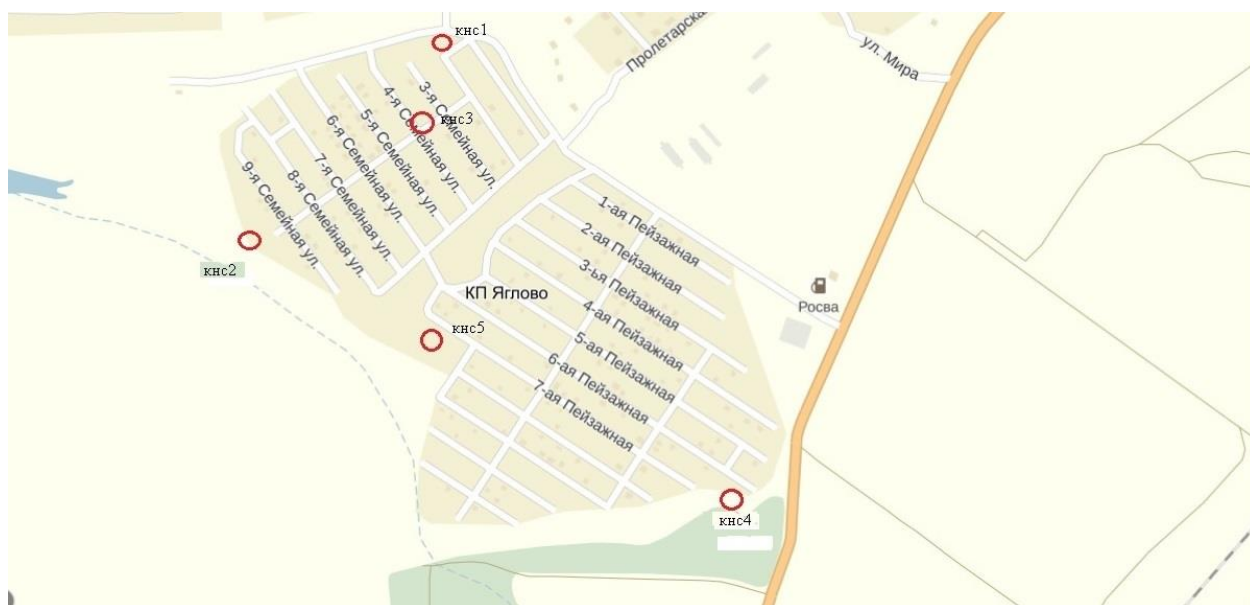 кнс1
Пролетарска
ул. Мира
3-я Семейная ул.
4-я Семейная ул.
кнс3
5-я Семейная ул.
6-я Семейная ул.
7-я Семейная ул.
8-я Семейная ул.
9-я Семейная ул.
кнс2
1-ая Пейзажная
2-ая Пейзажная
3-ья Пейзажная
КП Яглово
Росва
4-ая Пейзажная
кнс5
5-ая Пейзажная
6-ая Пейзажная
7-ая Пейзажная
кнс4